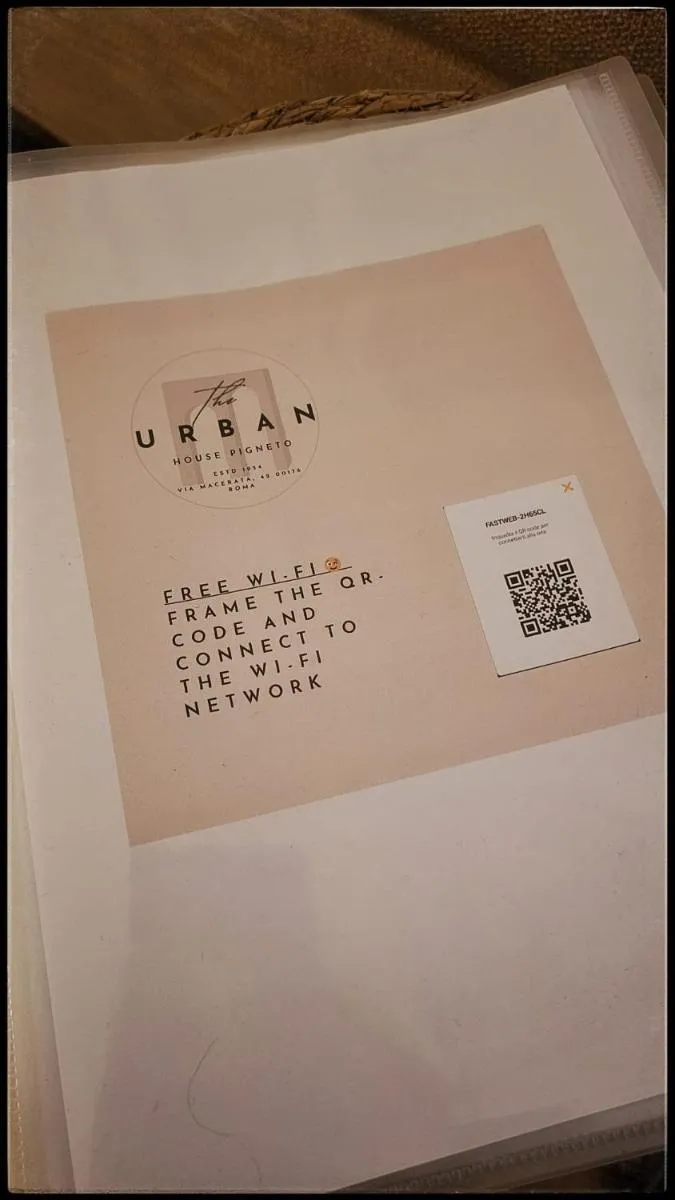 The
URBAN
HOUSE PIGNETO
ESTD 1954
VIA MACERATA, 42 00176
ROMA
FREE WI-FI
FRAME THE QR-
CODE AND
CONNECT TO
THE WI-FI
NETWORK
FASTWEB-2H65CL
Inquadra il QR code per
connetterti alla rete